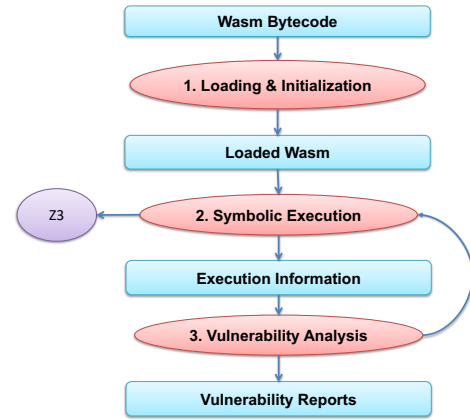 Wasm Bytecode
1. Loading & Initialization
Loaded Wasm
Z3
2. Symbolic Execution
Execution Information
3. Vulnerability Analysis
Vulnerability Reports